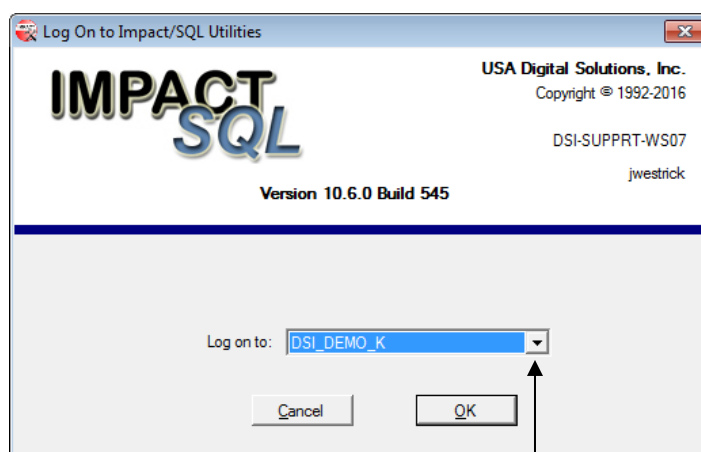 Log On to Impact/SQL Utilities
IMPACT
SQL
USA Digital Solutions, Inc.
Copyright © 1992-2016
DSI-SUPPRT-WS07
jwestrick
Version 10.6.0 Build 545
Log on to: DSI_DEMO_K
Cancel OK